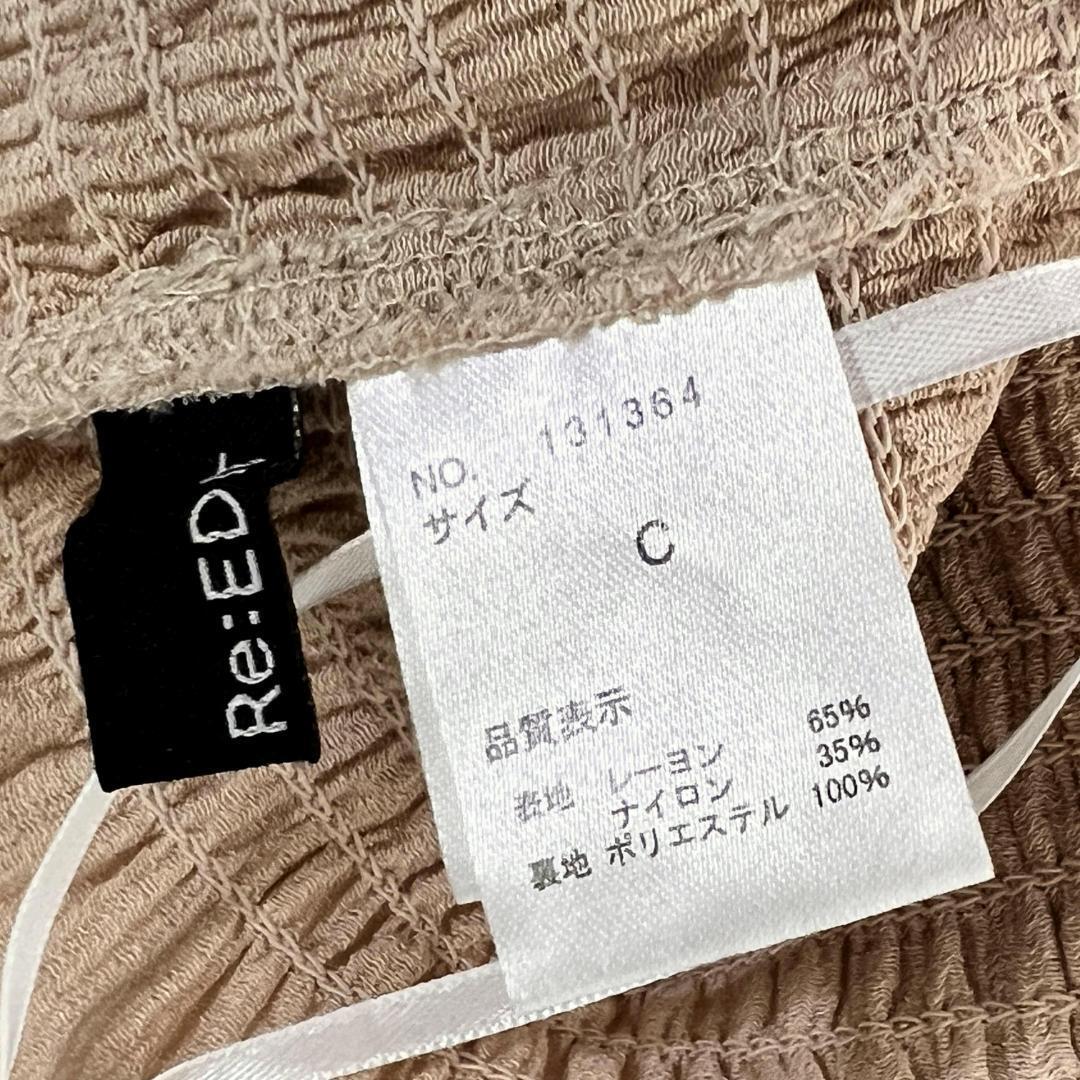 Re:EDI
NO. 131364
サイズ
C
品質表示
表地 レーヨン 65%
ナイロン 35%
裏地 ポリエステル 100%